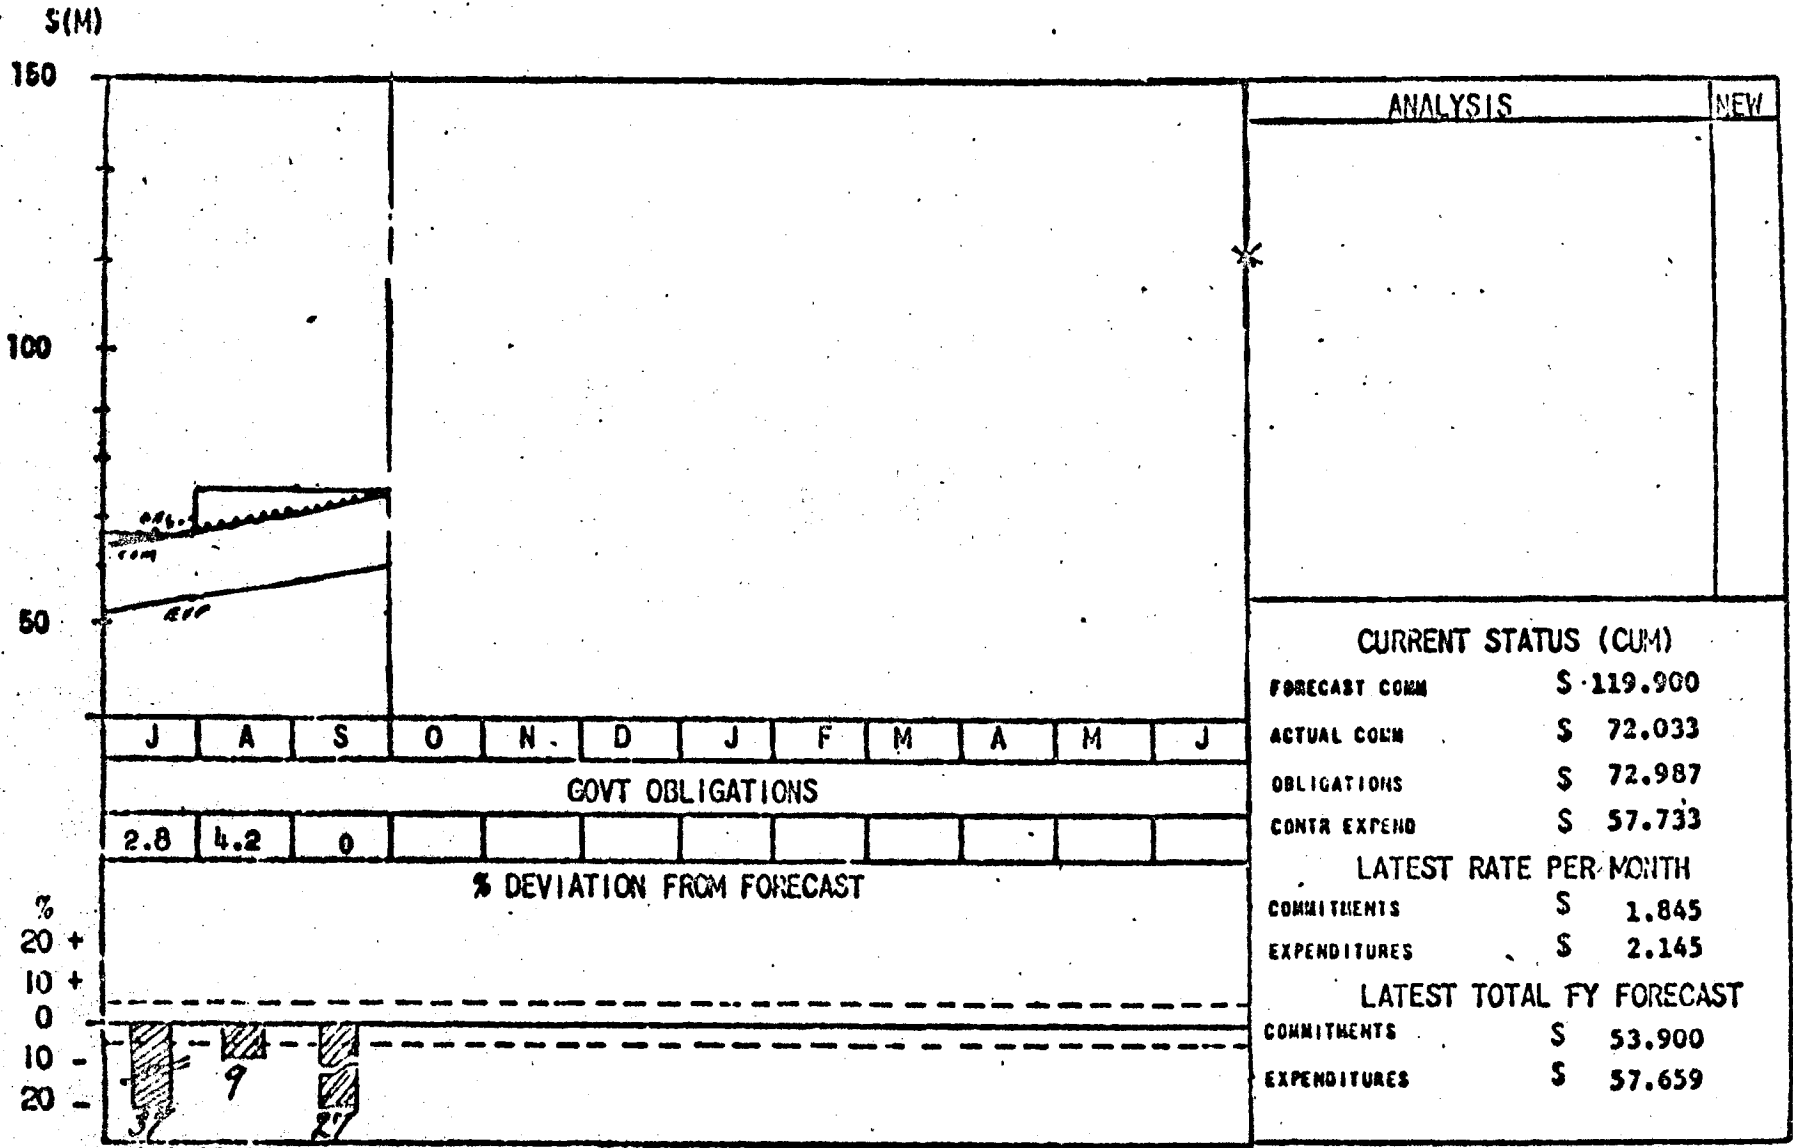 $(M)
150
100
50
ANALYSIS NEW
OBL.
COM
EXP
J A S O N D J F M A M J
GOVT OBLIGATIONS
2.8 4.2 0
% DEVIATION FROM FORECAST
%
20 +
10 +
0
10 -
20 -
9
27
CURRENT STATUS (CUM)
FORECAST COMM $ 119.900
ACTUAL COMM $ 72.033
OBLIGATIONS $ 72.987
CONTR EXPEND $ 57.733
LATEST RATE PER MONTH
COMMITMENTS $ 1.845
EXPENDITURES $ 2.145
LATEST TOTAL FY FORECAST
COMMITMENTS $ 53.900
EXPENDITURES $ 57.659